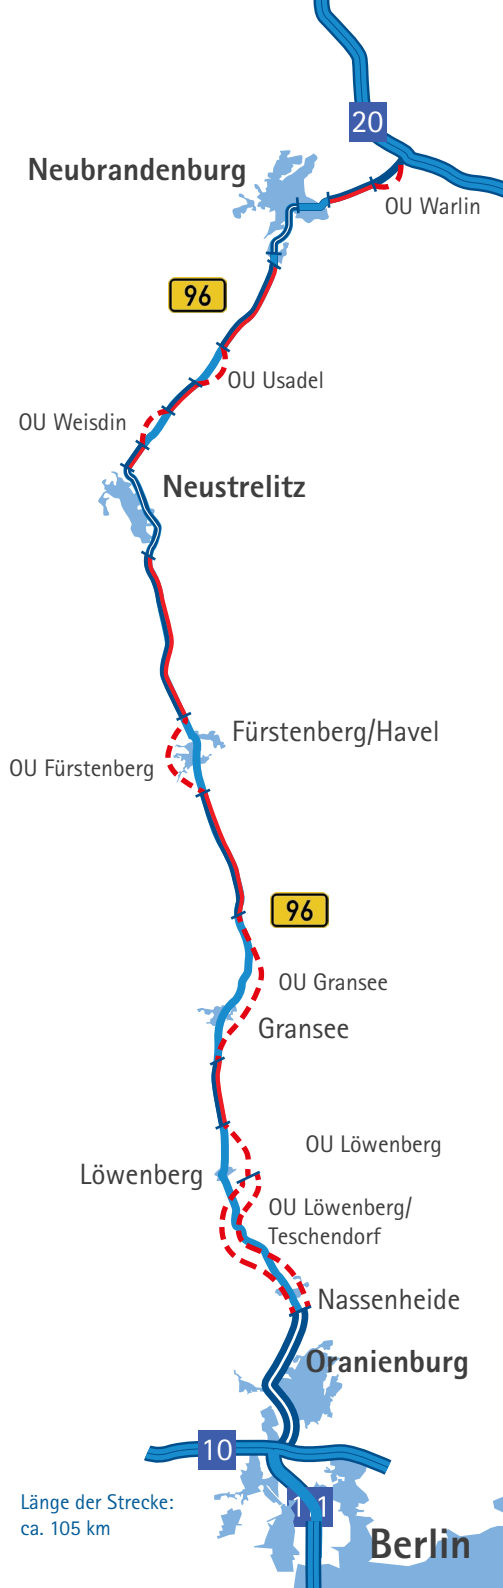 20
Neubrandenburg
OU Warlin
96
OU Usadel
OU Weisdin
Neustrelitz
Fürstenberg/Havel
OU Fürstenberg
96
OU Gransee
Gransee
OU Löwenberg
Löwenberg
OU Löwenberg/
Teschendorf
Nassenheide
Oranienburg
10
Länge der Strecke:
ca. 105 km
11
Berlin